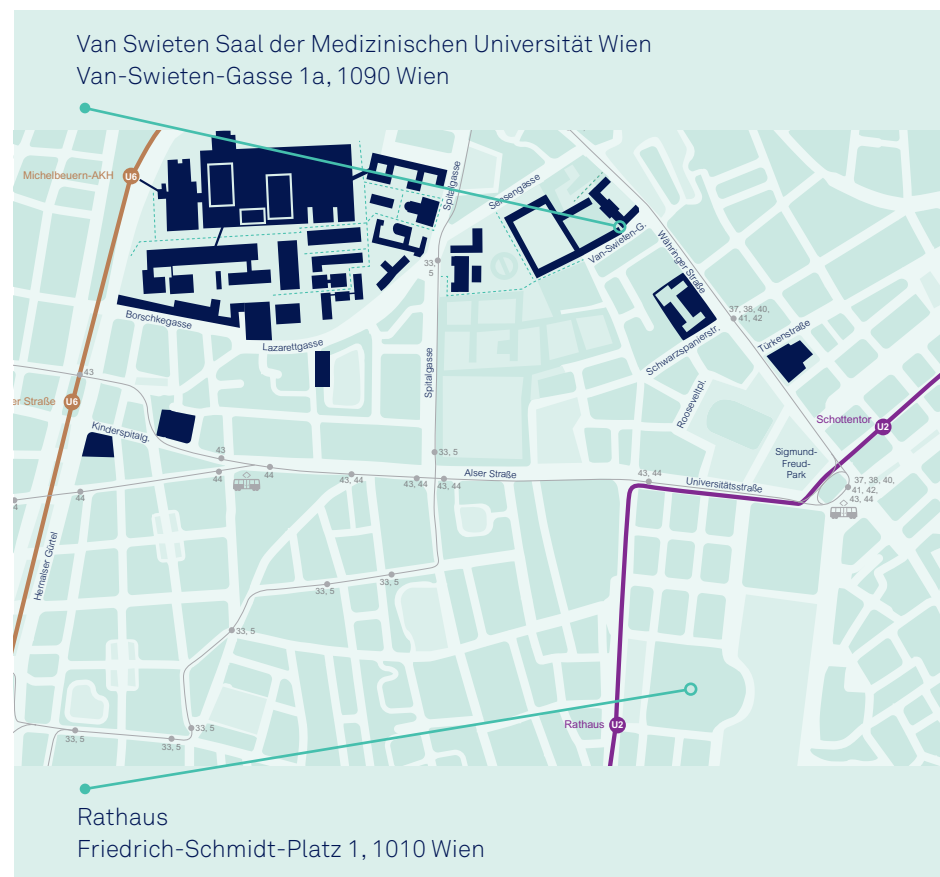 Van Swieten Saal der Medizinischen Universität Wien
Van-Swieten-Gasse 1a, 1090 Wien
Michelbeuern-AKH
U6
Spitalgasse
Sensengasse
Van-Swieten-G.
Währinger Straße
33,
5
37, 38, 40,
41, 42
Borschkegasse
Lazarettgasse
Schwarzspanierstr.
Türkenstraße
Spitalgasse
Rooseveltpl.
43
er Straße
U6
Schottentor
U2
Kinderspitalg.
43
33, 5
Sigmund-
Freud-
Park
Alser Straße
44
44
44
43, 44
43, 44
43, 44
43, 44
Universitätsstraße
37, 38, 40,
41, 42,
43, 44
4
Hernalser Gürtel
33, 5
33, 5
33, 5
33, 5
33, 5
33, 5
Rathaus
U2
Rathaus
Friedrich-Schmidt-Platz 1, 1010 Wien